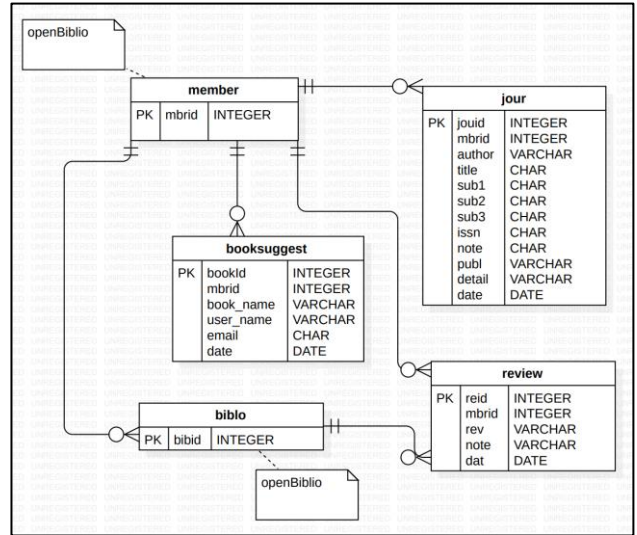 openBiblio
member
PK mbrid INTEGER
jour
PK jouid INTEGER
mbrid INTEGER
author VARCHAR
title CHAR
sub1 CHAR
sub2 CHAR
sub3 CHAR
issn CHAR
note CHAR
publ VARCHAR
detail VARCHAR
date DATE
booksuggest
PK bookId INTEGER
mbrid INTEGER
book_name VARCHAR
user_name VARCHAR
email CHAR
date DATE
review
PK reid INTEGER
mbrid INTEGER
rev VARCHAR
note VARCHAR
dat DATE
biblo
PK bibid INTEGER
openBiblio